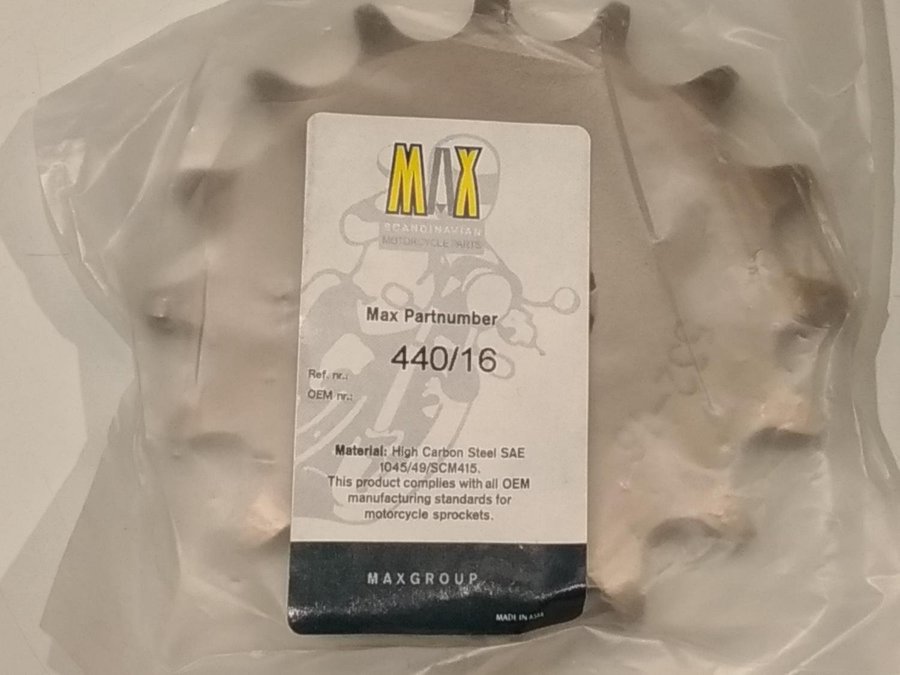 MAX
SCANDINAVIAN
MOTORCYCLE PARTS
Max Partnumber
440/16
Ref. nr.:
OEM nr.:
Material: High Carbon Steel SAE
1045/49/SCM415.
This product complies with all OEM
manufacturing standards for
motorcycle sprockets.
MAXGROUP
MADE IN ASIA